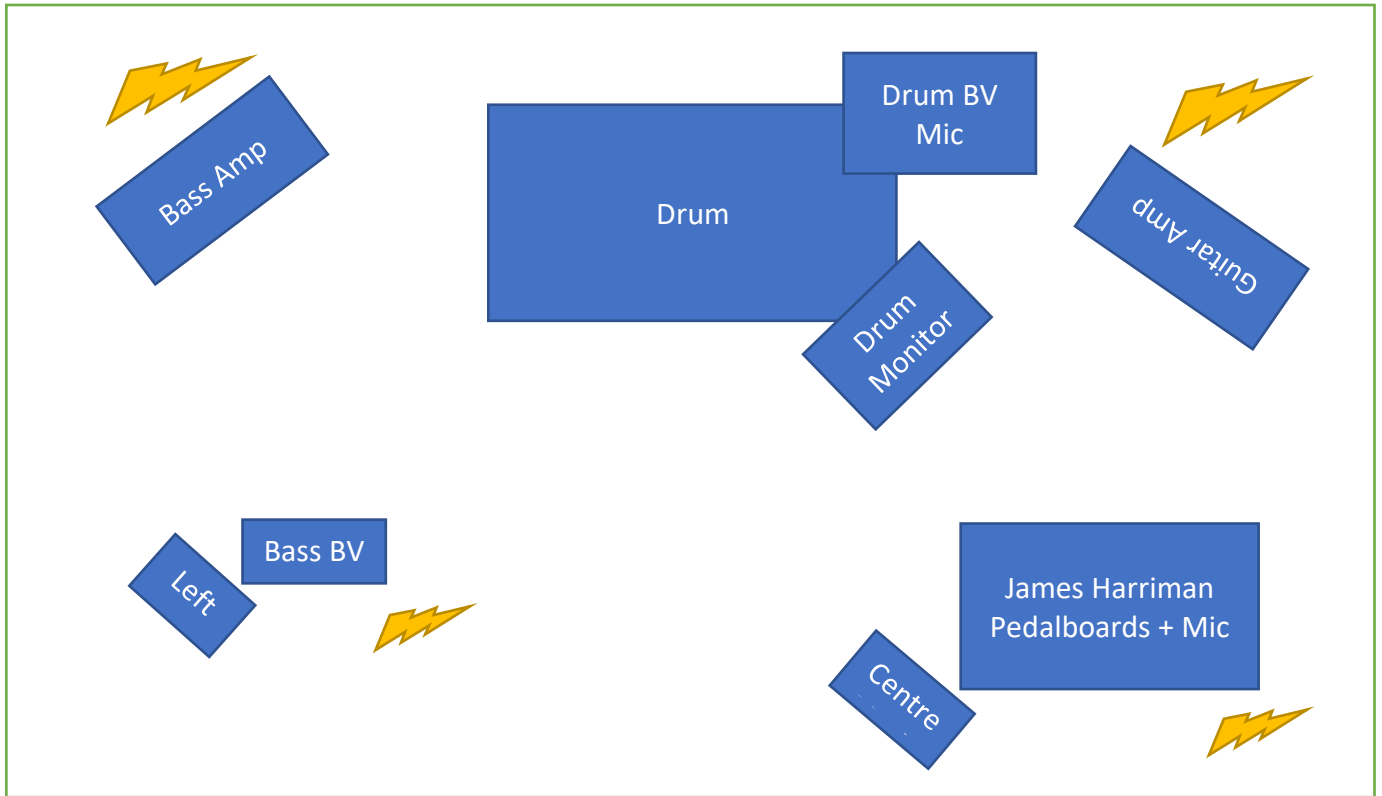 Drum BV
Mic
Bass Amp
Drum
Guitar Amp
Drum
Monitor
Bass BV
Left
James Harriman
Pedalboards + Mic
Centre